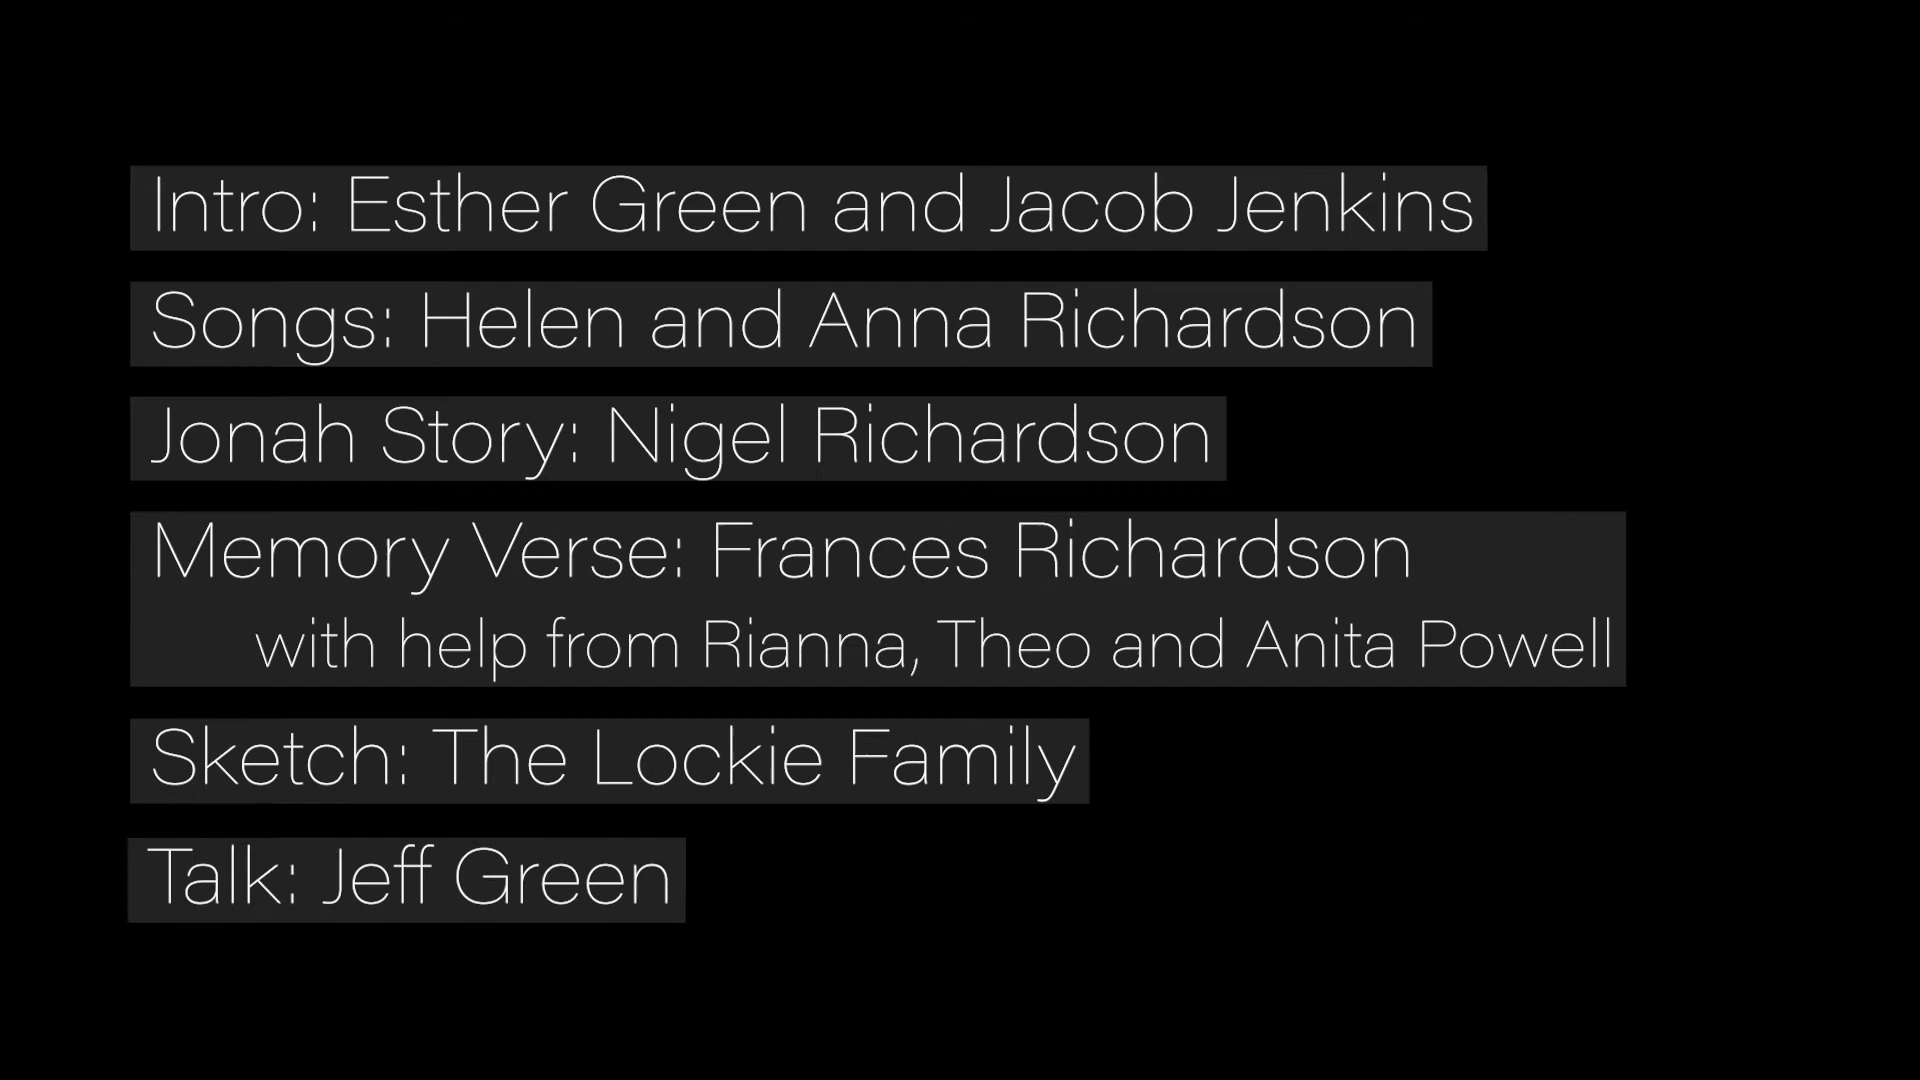 Intro: Esther Green and Jacob Jenkins
Songs: Helen and Anna Richardson
Jonah Story: Nigel Richardson
Memory Verse: Frances Richardson
with help from Rianna, Theo and Anita Powell
Sketch: The Lockie Family
Talk: Jeff Green